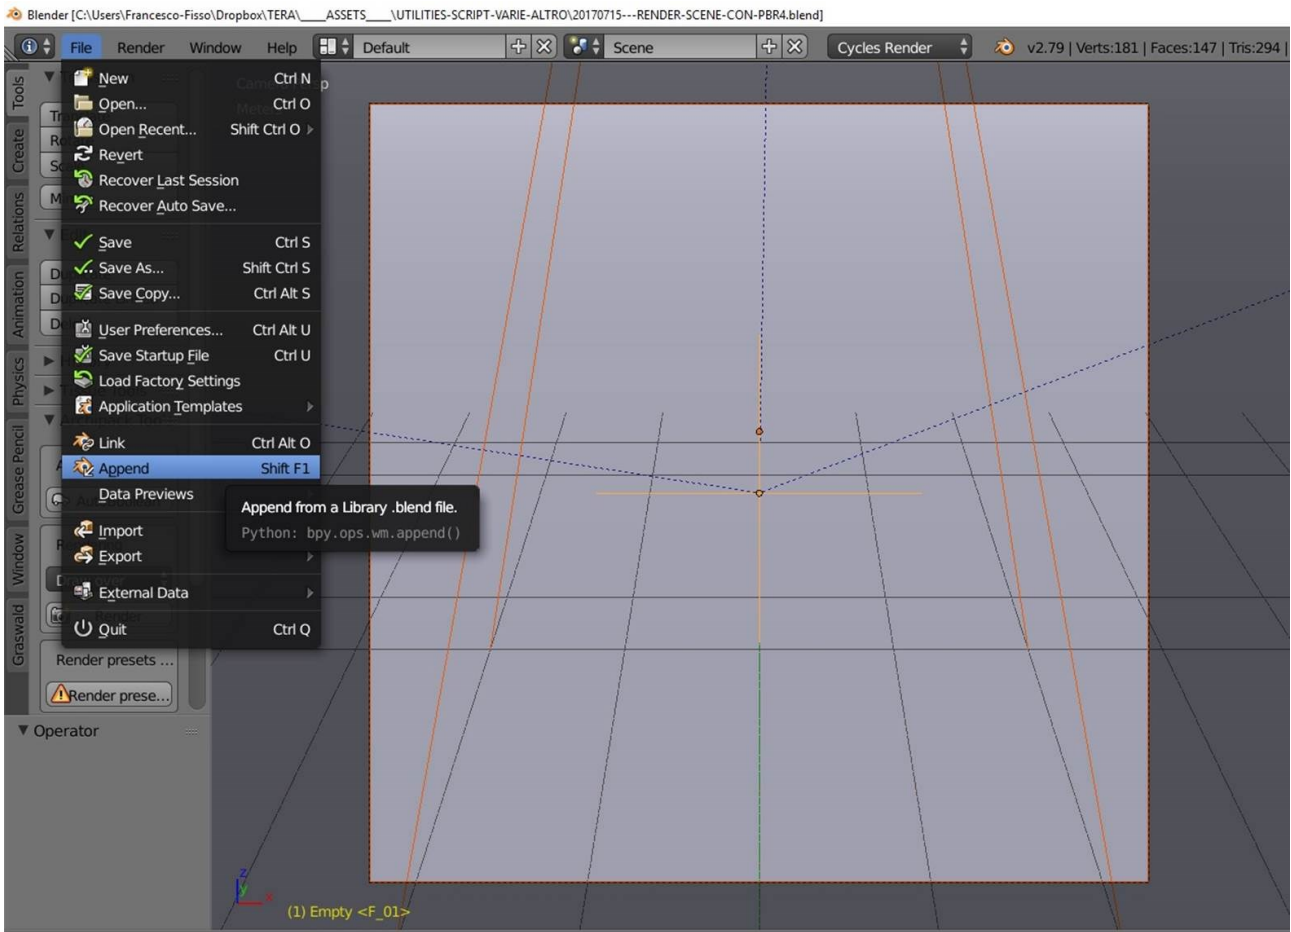 Blender [C:\Users\Francesco-Fisso\Dropbox\TERA\____ASSETS____\UTILITIES-SCRIPT-VARIE-ALTRO\20170715---RENDER-SCENE-CON-PBR4.blend]
File Render Window Help Default Scene Cycles Render v2.79 | Verts:181 | Faces:147 | Tris:294 |
New Ctrl N
Open... Ctrl O
Open Recent... Shift Ctrl O
Revert
Recover Last Session
Recover Auto Save...
Save Ctrl S
Save As... Shift Ctrl S
Save Copy... Ctrl Alt S
User Preferences... Ctrl Alt U
Save Startup File Ctrl U
Load Factory Settings
Application Templates
Link Ctrl Alt O
Append Shift F1
Data Previews
Append from a Library .blend file.
Python: bpy.ops.wm.append()
Import
Export
External Data
Quit Ctrl Q
Tools
Create
Relations
Animation
Physics
Grease Pencil
Window
Graswald
Render presets ...
Render prese...
Operator
z
y
x
(1) Empty <F_01>